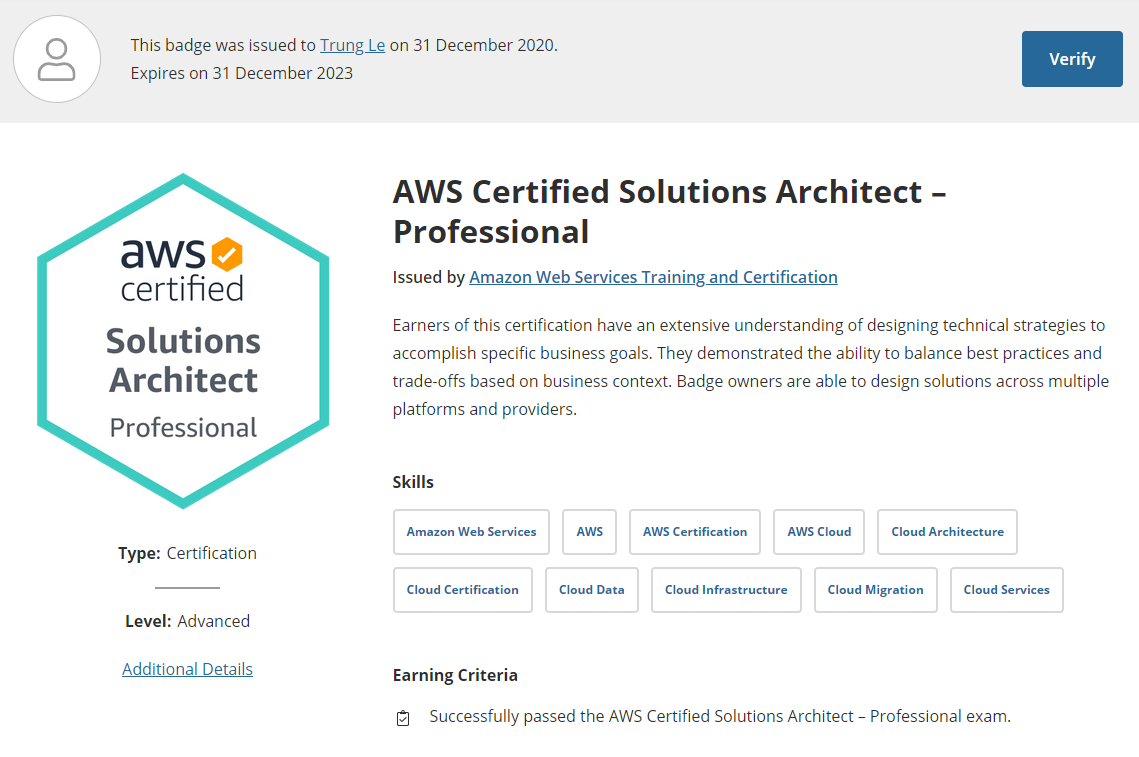 This badge was issued to Trung Le on 31 December 2020.
Expires on 31 December 2023
Verify
aws
certified
Solutions
Architect
Professional
Type: Certification
Level: Advanced
Additional Details
AWS Certified Solutions Architect –
Professional
Issued by Amazon Web Services Training and Certification
Earners of this certification have an extensive understanding of designing technical strategies to
accomplish specific business goals. They demonstrated the ability to balance best practices and
trade-offs based on business context. Badge owners are able to design solutions across multiple
platforms and providers.
Skills
Amazon Web Services AWS AWS Certification AWS Cloud Cloud Architecture
Cloud Certification Cloud Data Cloud Infrastructure Cloud Migration Cloud Services
Earning Criteria
Successfully passed the AWS Certified Solutions Architect – Professional exam.